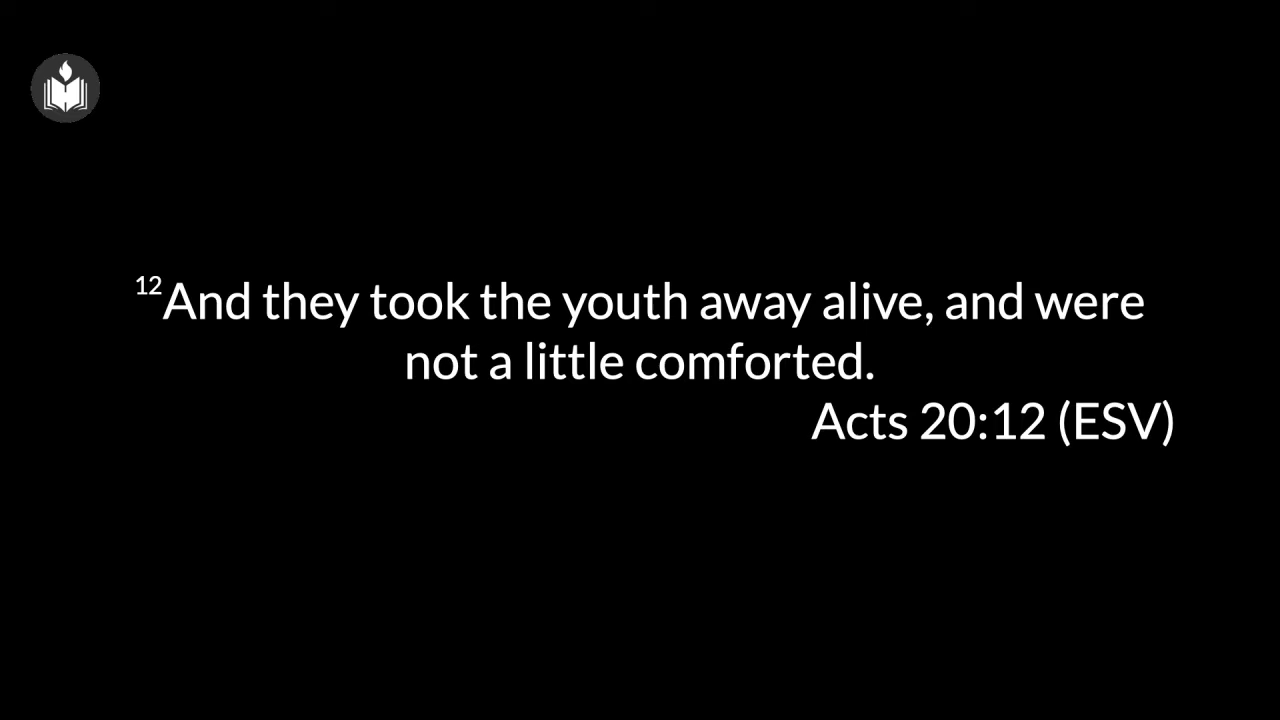 12And they took the youth away alive, and were
not a little comforted.
Acts 20:12 (ESV)